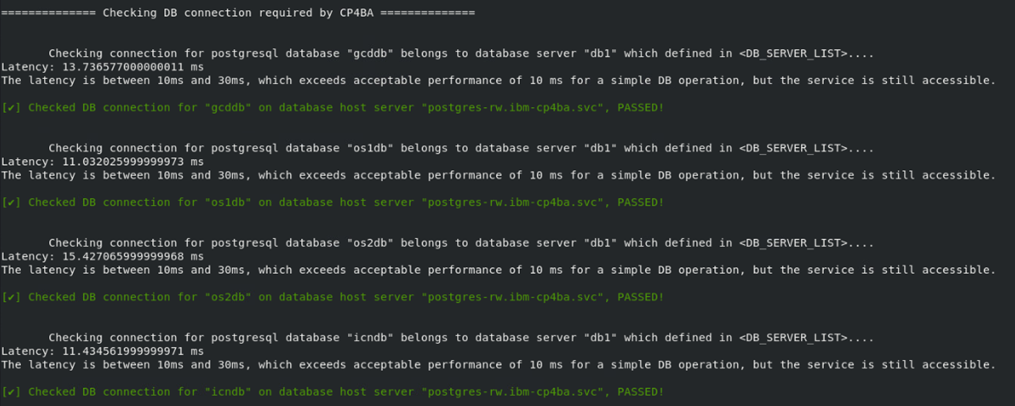 ============== Checking DB connection required by CP4BA ==============
Checking connection for postgresql database "gcddb" belongs to database server "db1" which defined in <DB_SERVER_LIST>....
Latency: 13.736577000000011 ms
The latency is between 10ms and 30ms, which exceeds acceptable performance of 10 ms for a simple DB operation, but the service is still accessible.
[✔] Checked DB connection for "gcddb" on database host server "postgres-rw.ibm-cp4ba.svc", PASSED!
Checking connection for postgresql database "os1db" belongs to database server "db1" which defined in <DB_SERVER_LIST>....
Latency: 11.032025999999973 ms
The latency is between 10ms and 30ms, which exceeds acceptable performance of 10 ms for a simple DB operation, but the service is still accessible.
[✔] Checked DB connection for "os1db" on database host server "postgres-rw.ibm-cp4ba.svc", PASSED!
Checking connection for postgresql database "os2db" belongs to database server "db1" which defined in <DB_SERVER_LIST>....
Latency: 15.427065999999968 ms
The latency is between 10ms and 30ms, which exceeds acceptable performance of 10 ms for a simple DB operation, but the service is still accessible.
[✔] Checked DB connection for "os2db" on database host server "postgres-rw.ibm-cp4ba.svc", PASSED!
Checking connection for postgresql database "icndb" belongs to database server "db1" which defined in <DB_SERVER_LIST>....
Latency: 11.434561999999971 ms
The latency is between 10ms and 30ms, which exceeds acceptable performance of 10 ms for a simple DB operation, but the service is still accessible.
[✔] Checked DB connection for "icndb" on database host server "postgres-rw.ibm-cp4ba.svc", PASSED!